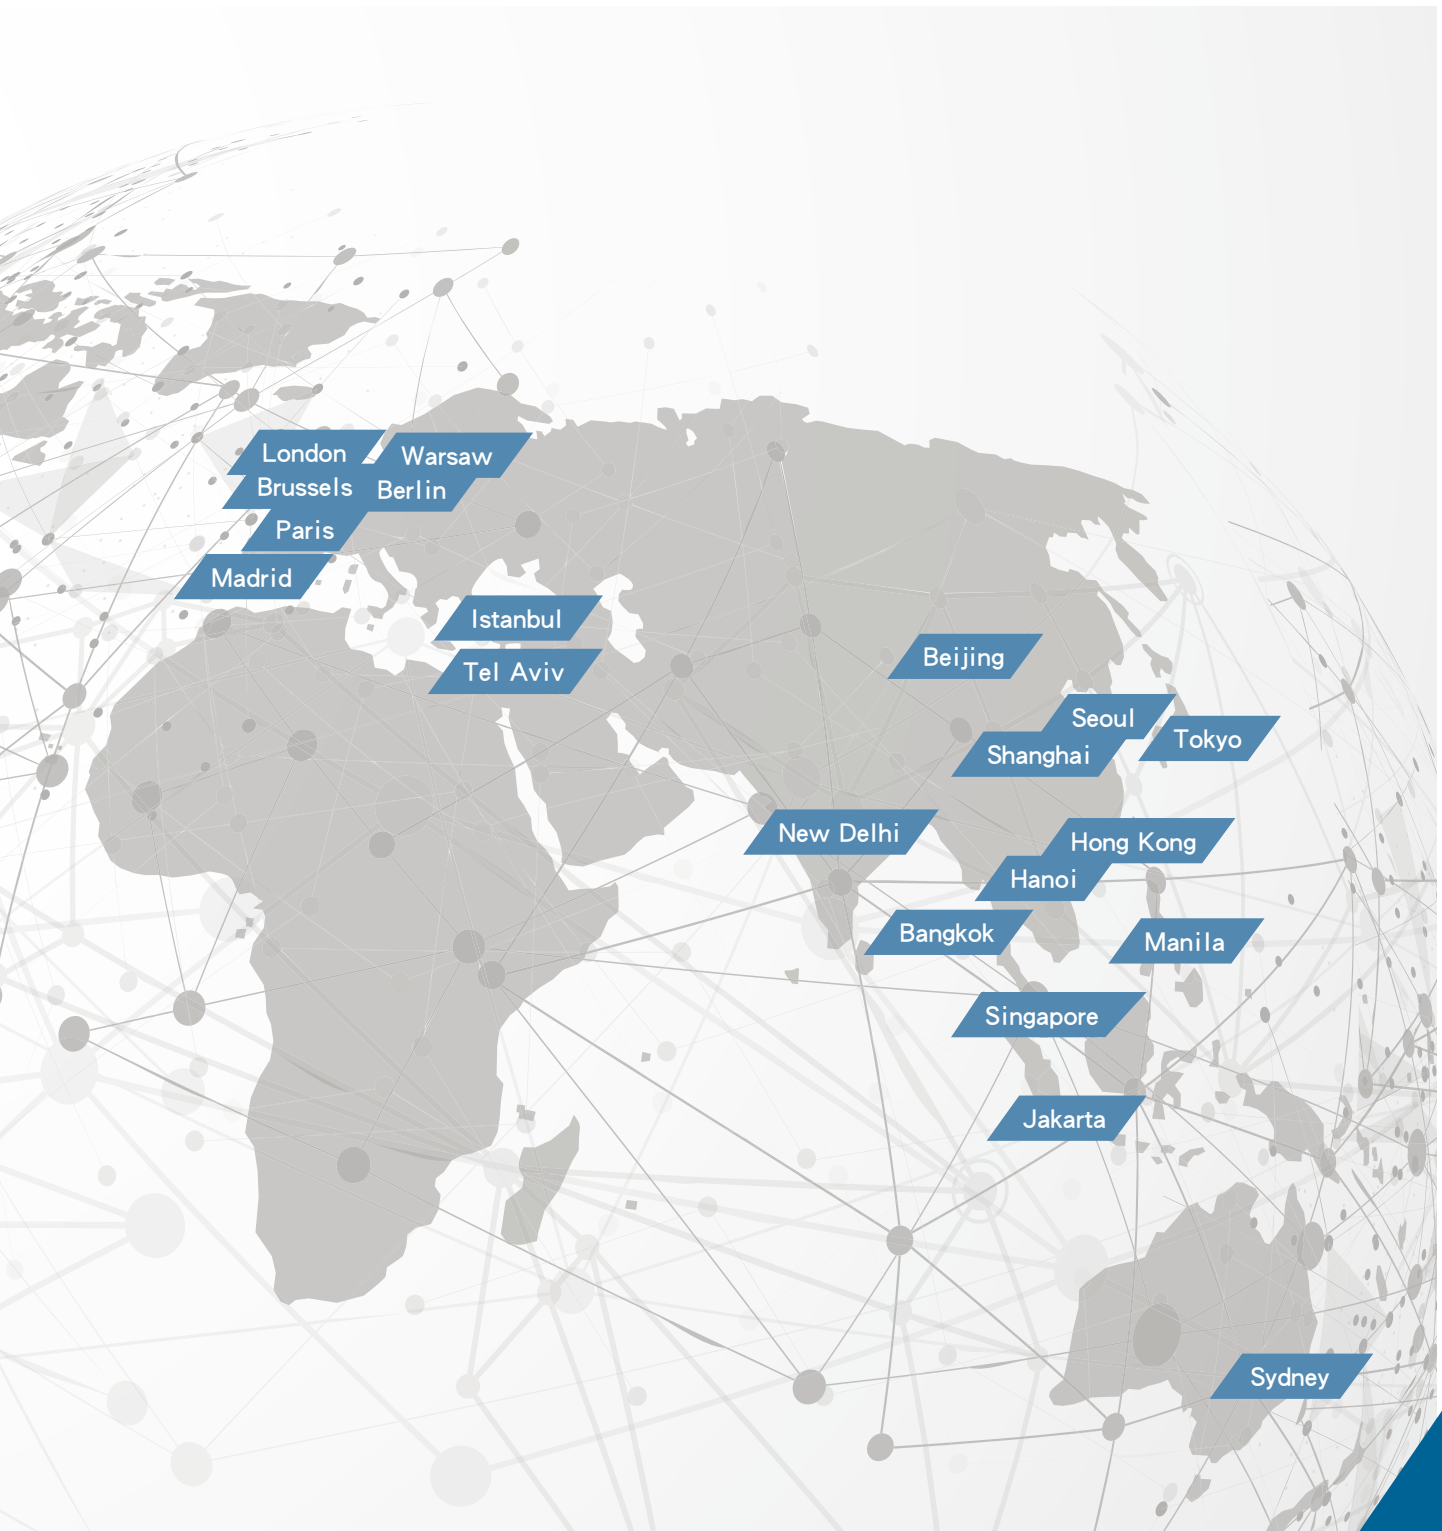 London
Warsaw
Brussels
Berlin
Paris
Madrid
Istanbul
Tel Aviv
Beijing
Seoul
Tokyo
Shanghai
New Delhi
Hong Kong
Hanoi
Bangkok
Manila
Singapore
Jakarta
Sydney